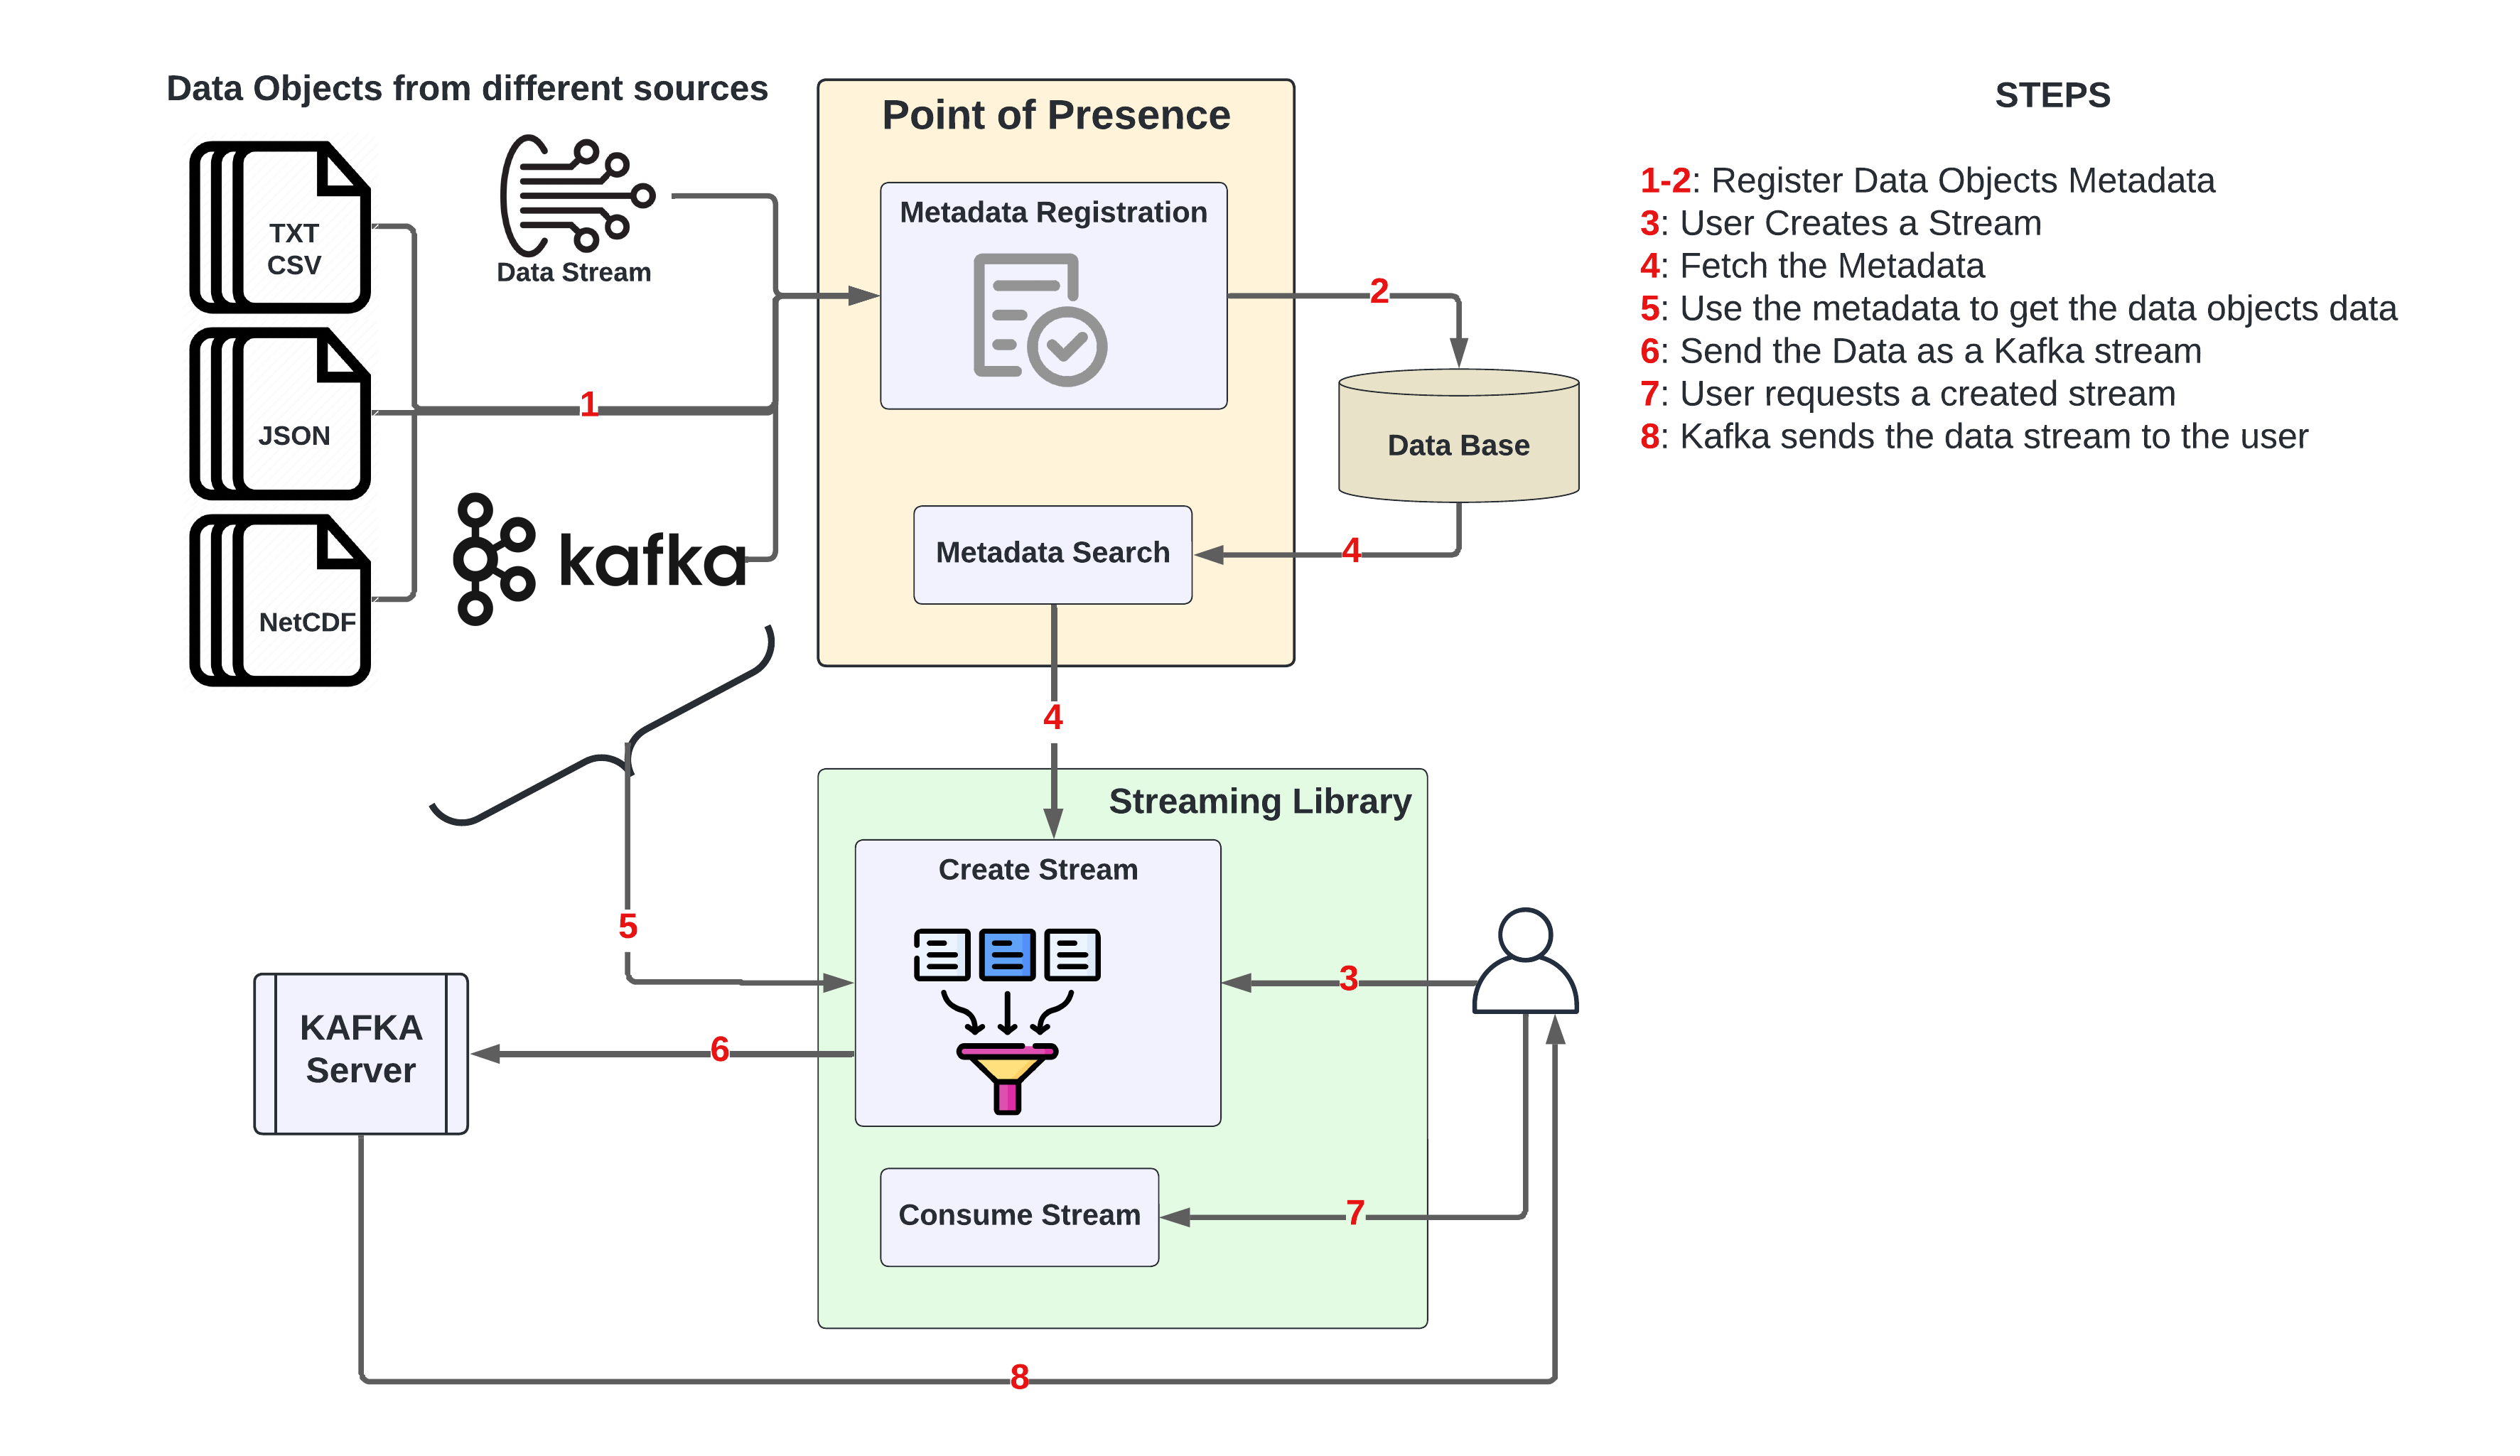 Data Objects from different sources
TXT
CSV
JSON
NetCDF
Data Stream
kafka
1
Point of Presence
Metadata Registration
2
Data Base
Metadata Search
4
4
STEPS
1-2: Register Data Objects Metadata
3: User Creates a Stream
4: Fetch the Metadata
5: Use the metadata to get the data objects data
6: Send the Data as a Kafka stream
7: User requests a created stream
8: Kafka sends the data stream to the user
Streaming Library
Create Stream
5
3
KAFKA
Server
6
Consume Stream
7
8